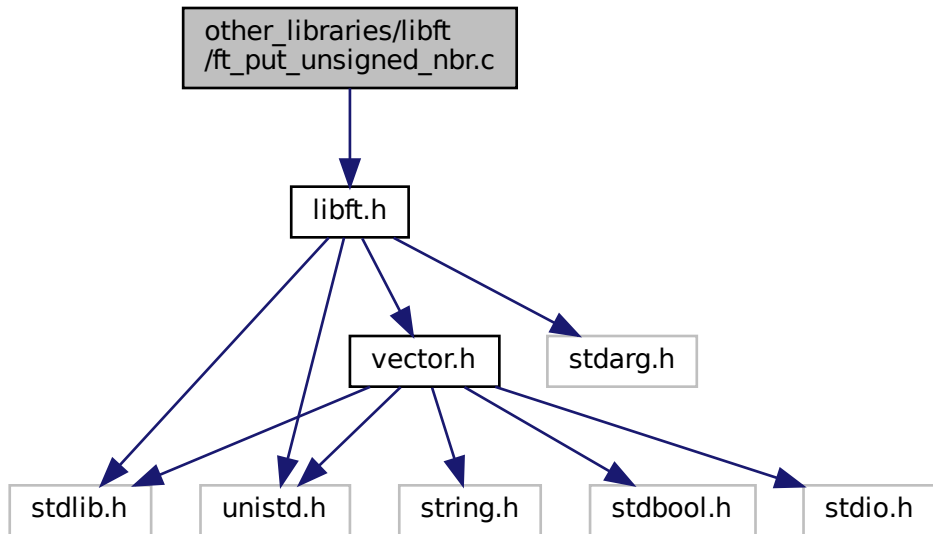 other_libraries/libft
/ft_put_unsigned_nbr.c
libft.h
vector.h
stdarg.h
stdlib.h
unistd.h
string.h
stdbool.h
stdio.h